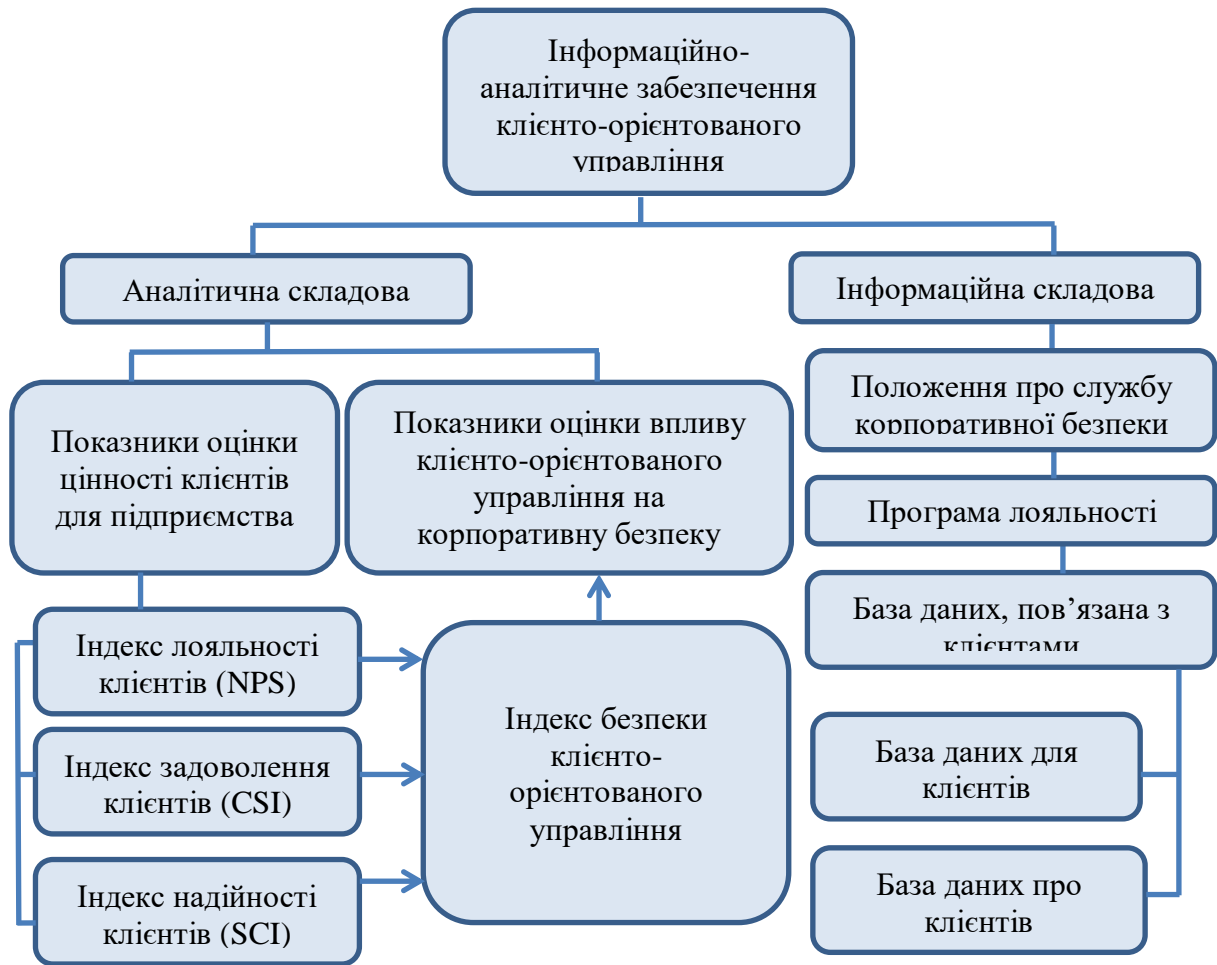 Інформаційно-
аналітичне забезпечення
клієнто-орієнтованого
управління
Аналітична складова
Інформаційна складова
Показники оцінки
цінності клієнтів
для підприємства
Показники оцінки впливу
клієнто-орієнтованого
управління на
корпоративну безпеку
Положення про службу
корпоративної безпеки
Програма лояльності
База даних, пов’язана з
клієнтами
Індекс лояльності
клієнтів (NPS)
Індекс задоволення
клієнтів (CSI)
Індекс надійності
клієнтів (SCI)
Індекс безпеки
клієнто-
орієнтованого
управління
База даних для
клієнтів
База даних про
клієнтів